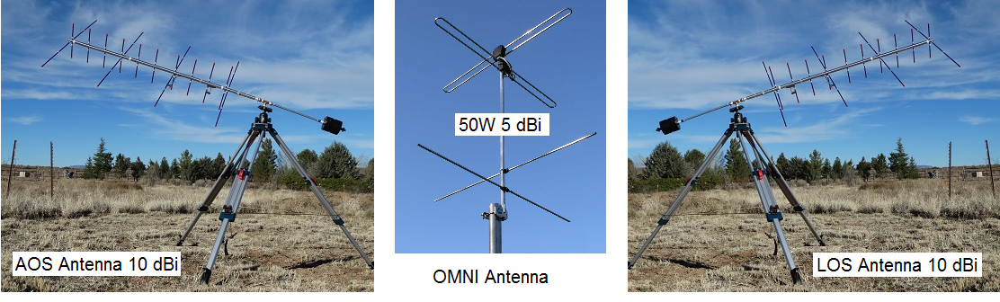 50W 5 dBi
AOS Antenna 10 dBi
OMNI Antenna
LOS Antenna 10 dBi